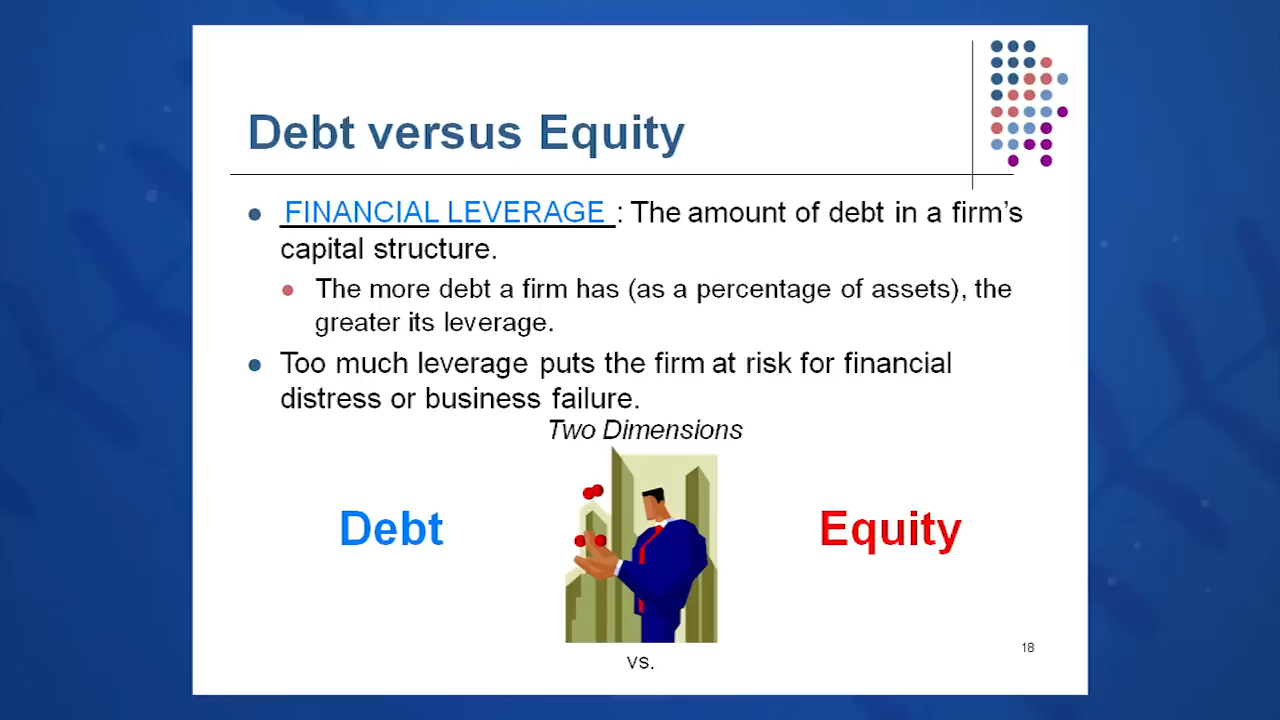 Debt versus Equity
FINANCIAL LEVERAGE : The amount of debt in a firm’s
capital structure.
The more debt a firm has (as a percentage of assets), the
greater its leverage.
Too much leverage puts the firm at risk for financial
distress or business failure.
Two Dimensions
Debt
Equity
vs.
18